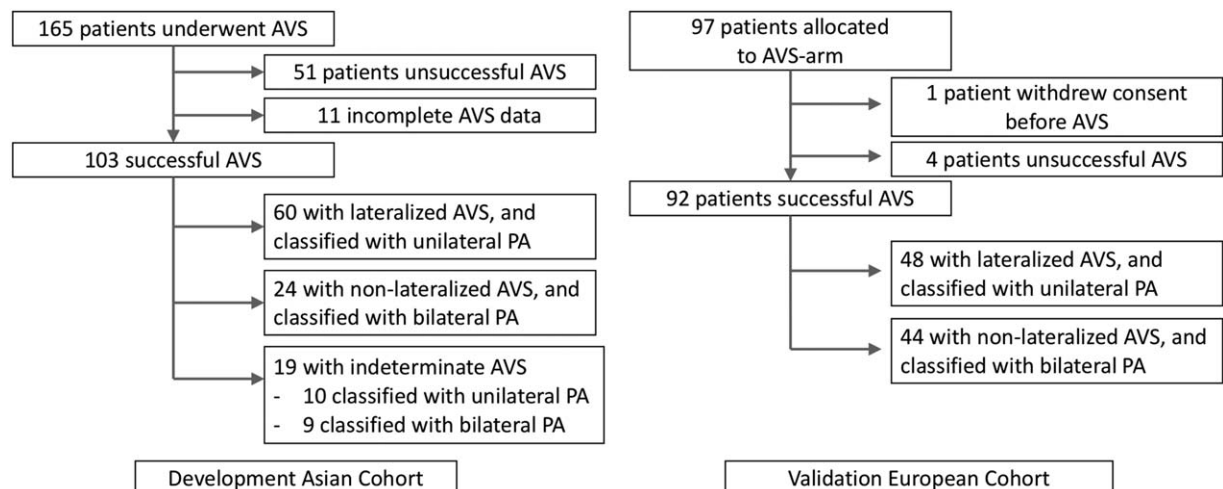 165 patients underwent AVS
51 patients unsuccessful AVS
11 incomplete AVS data
103 successful AVS
60 with lateralized AVS, and
classified with unilateral PA
24 with non-lateralized AVS, and
classified with bilateral PA
19 with indeterminate AVS
- 10 classified with unilateral PA
- 9 classified with bilateral PA
Development Asian Cohort
97 patients allocated
to AVS-arm
1 patient withdrew consent
before AVS
4 patients unsuccessful AVS
92 patients successful AVS
48 with lateralized AVS, and
classified with unilateral PA
44 with non-lateralized AVS, and
classified with bilateral PA
Validation European Cohort